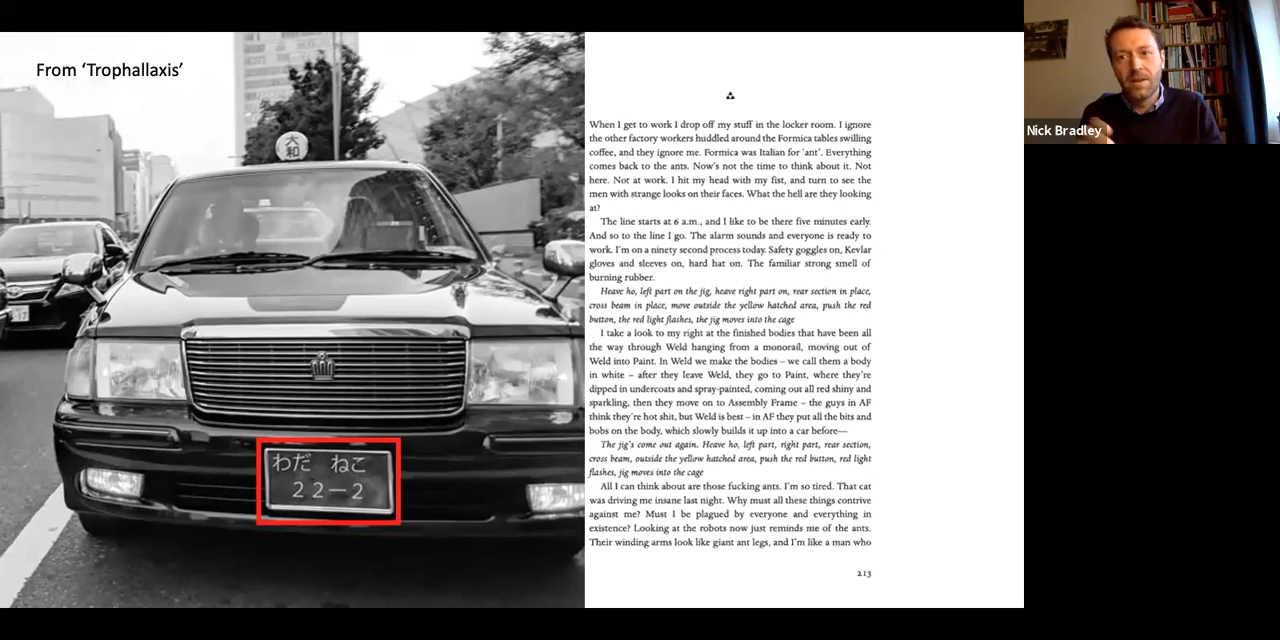 From ‘Trophallaxis’
大
和
わだ ねこ
22－2
When I get to work I drop off my stuff in the locker room. I ignore
the other factory workers huddled around the Formica tables swilling
coffee, and they ignore me. Formica was Italian for ‘ant’. Everything
comes back to the ants. Now’s not the time to think about it. Not
here. Not at work. I hit my head with my fist, and turn to see the
men with strange looks on their faces. What the hell are they looking
at?
The line starts at 6 a.m., and I like to be there five minutes early.
And so to the line I go. The alarm sounds and everyone is ready to
work. I’m on a ninety second process today. Safety goggles on, Kevlar
gloves and sleeves on, hard hat on. The familiar strong smell of
burning rubber.
Heave ho, left part on the jig, heave right part on, rear section in place,
cross beam in place, move outside the yellow hatched area, push the red
button, the red light flashes, the jig moves into the cage
I take a look to my right at the finished bodies that have been all
the way through Weld hanging from a monorail, moving out of
Weld into Paint. In Weld we make the bodies – we call them a body
in white – after they leave Weld, they go to Paint, where they’re
dipped in undercoats and spray-painted, coming out all red shiny and
sparkling, then they move on to Assembly Frame – the guys in AF
think they’re hot shit, but Weld is best – in AF they put all the bits and
bobs on the body, which slowly builds it up into a car before—
The jig’s come out again. Heave ho, left part, right part, rear section,
cross beam, outside the yellow hatched area, push the red button, red light
flashes, jig moves into the cage
All I can think about are those fucking ants. I’m so tired. That cat
was driving me insane last night. Why must all these things contrive
against me? Must I be plagued by everyone and everything in
existence? Looking at the robots now just reminds me of the ants.
Their winding arms look like giant ant legs, and I’m like a man who
213
Nick Bradley